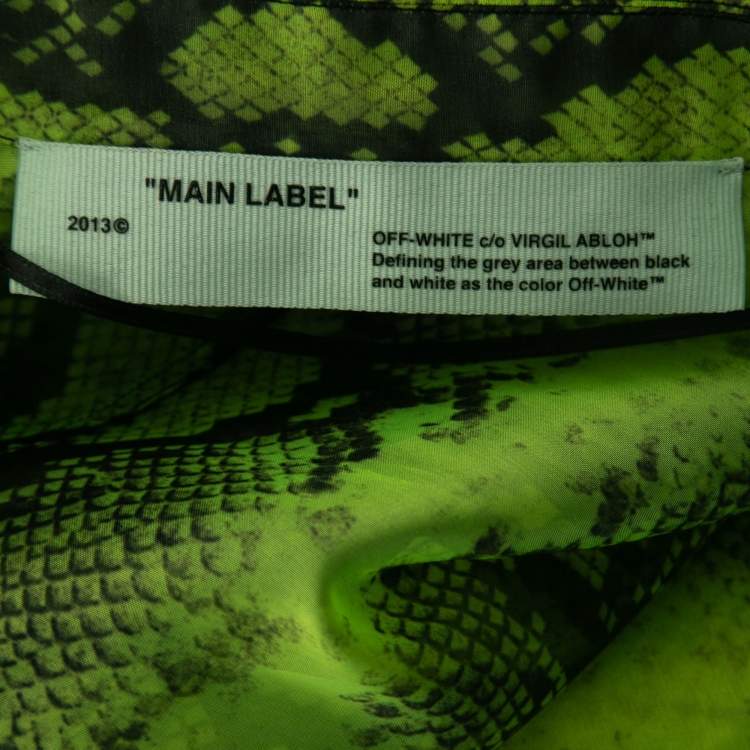 "MAIN LABEL"
2013©
OFF-WHITE c/o VIRGIL ABLOH™
Defining the grey area between black
and white as the color Off-White™